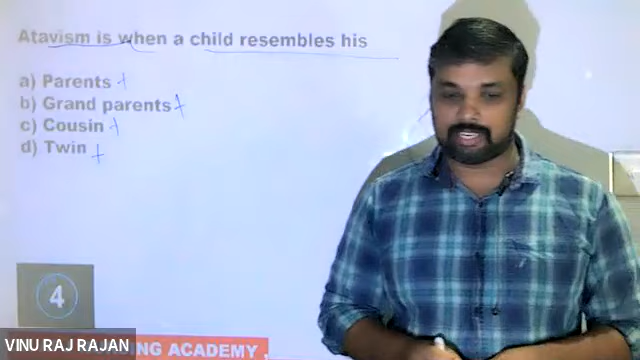 Atavism is when a child resembles his
a) Parents
b) Grand parents
c) Cousin
d) Twin
4
VINU RAJ RAJAN
ACADEMY